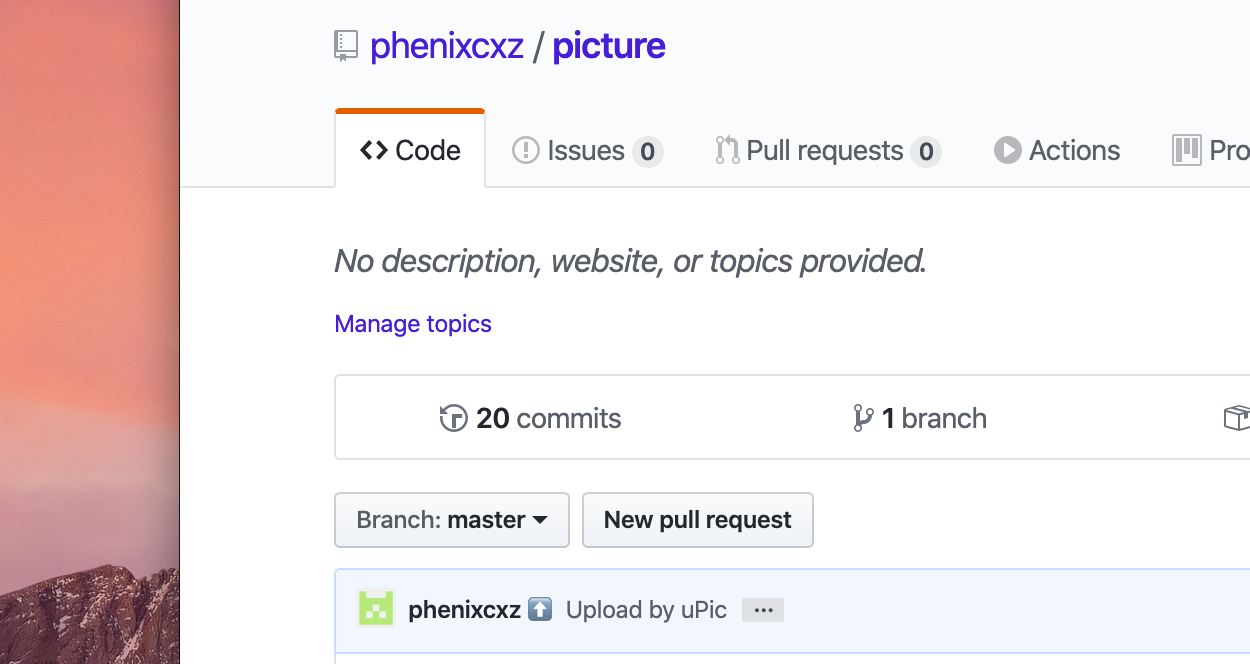 phenixcxz / picture
Code Issues 0 Pull requests 0 Actions Pro
No description, website, or topics provided.
Manage topics
20 commits 1 branch
Branch: master New pull request
phenixcxz ⬆ Upload by uPic ...